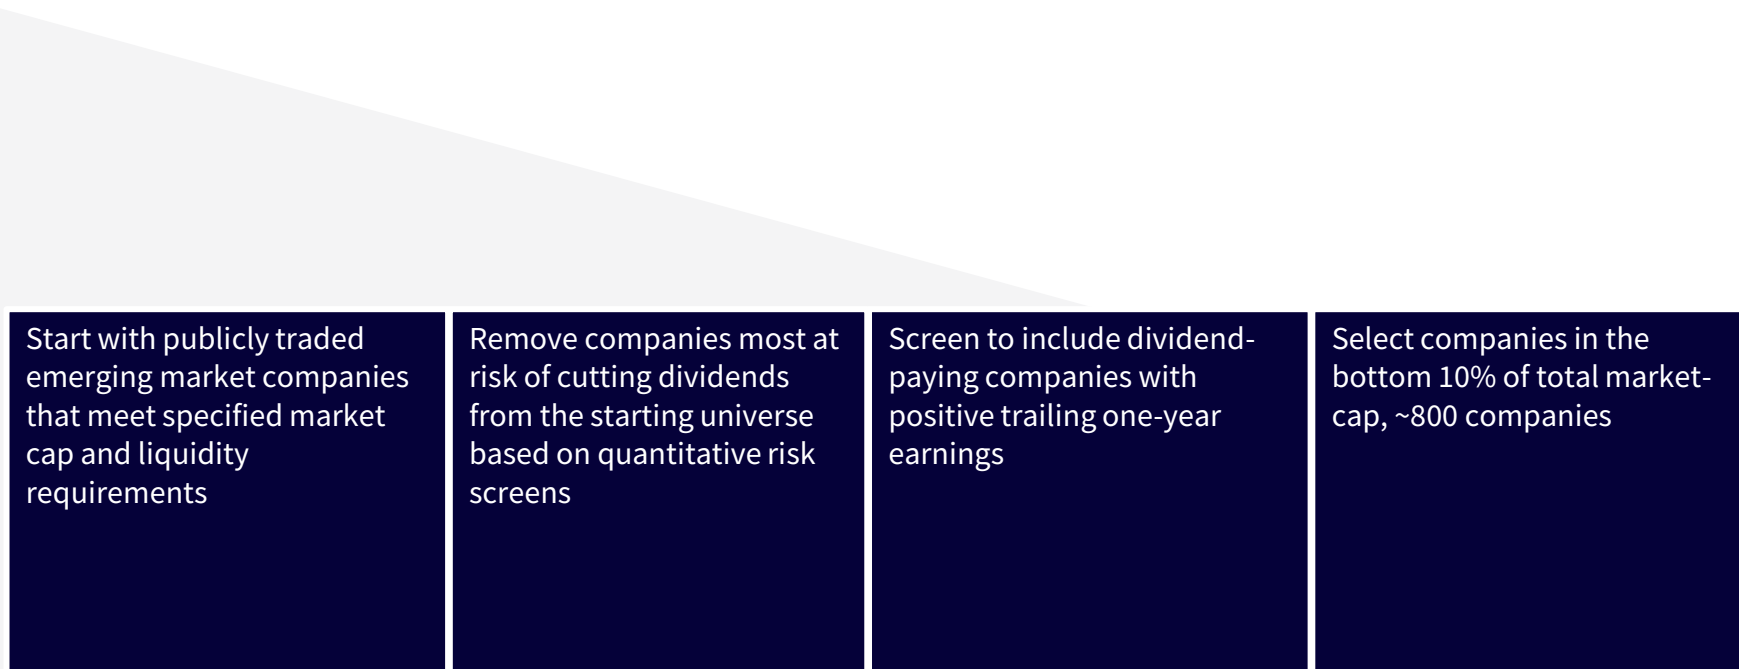 Start with publicly traded
emerging market companies
that meet specified market
cap and liquidity
requirements
Remove companies most at
risk of cutting dividends
from the starting universe
based on quantitative risk
screens
Screen to include dividend-
paying companies with
positive trailing one-year
earnings
Select companies in the
bottom 10% of total market-
cap, ~800 companies